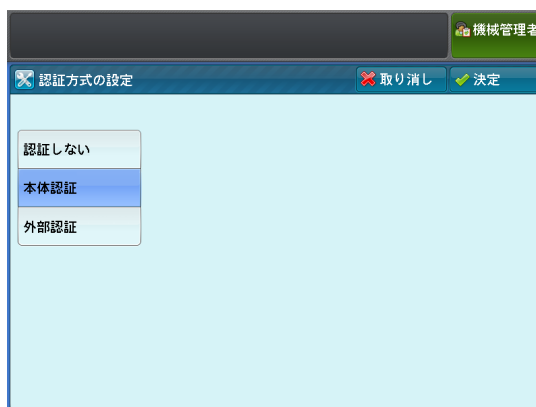 機械管理者
認証方式の設定
取り消し
決定
認証しない
本体認証
外部認証